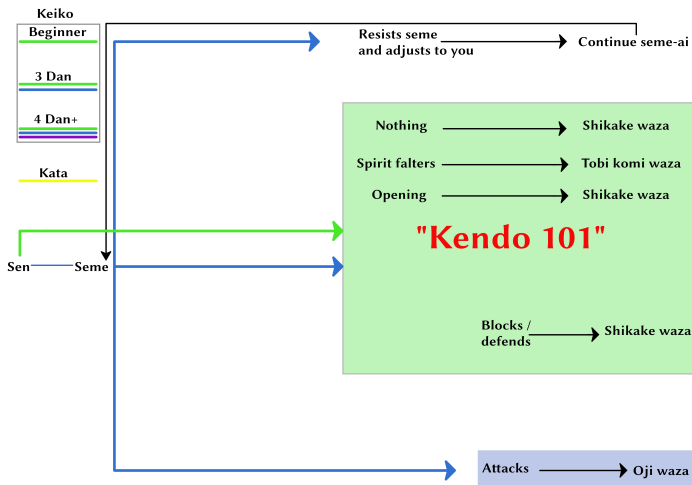 Keiko
Beginner
3 Dan
4 Dan+
Kata
Sen
Seme
Resists seme
and adjusts to you
Continue seme-ai
Nothing
Shikake waza
Spirit falters
Tobi komi waza
Opening
Shikake waza
"Kendo 101"
Blocks /
defends
Shikake waza
Attacks
Oji waza